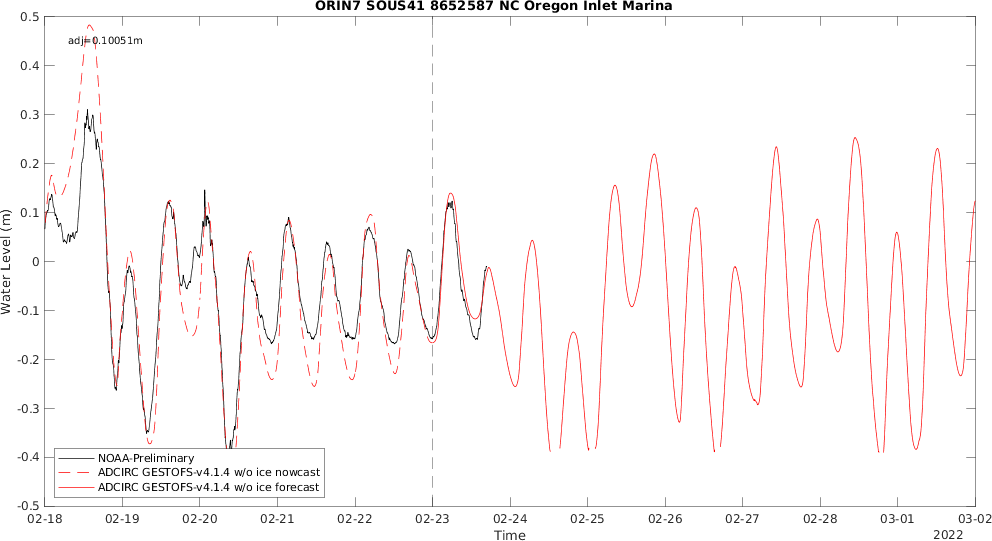 ORIN7 SOUS41 8652587 NC Oregon Inlet Marina
0.5
adj=0.10051m
0.4
0.3
0.2
0.1
0
-0.1
-0.2
-0.3
-0.4
-0.5
Water Level (m)
NOAA-Preliminary
ADCIRC GESTOFS-v4.1.4 w/o ice nowcast
ADCIRC GESTOFS-v4.1.4 w/o ice forecast
02-18 02-19 02-20 02-21 02-22 02-23 02-24 02-25 02-26 02-27 02-28 03-01 03-02
Time
2022